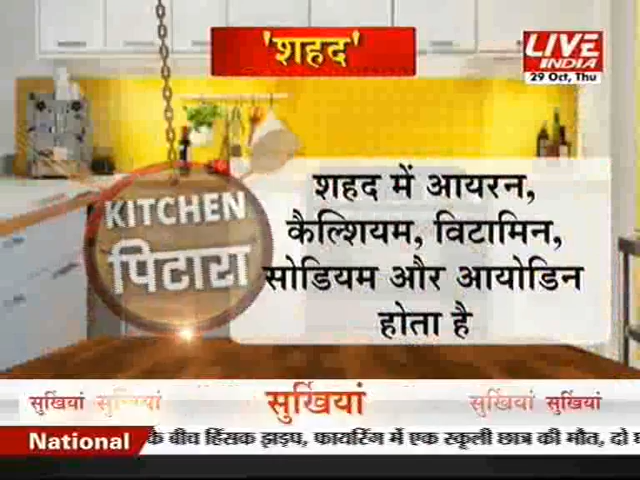 'शहद'
LIVE
INDIA
29 Oct, Thu
KITCHEN
पिटारा
शहद में आयरन,
कैल्शियम, विटामिन,
सोडियम और आयोडिन
होता है
सुर्खियां सुर्खियां सुर्खियां सुर्खियां सुर्खियां
National के बीच हिंसक झड़प, फायरिंग में एक स्कूली छात्र की मौत, दो